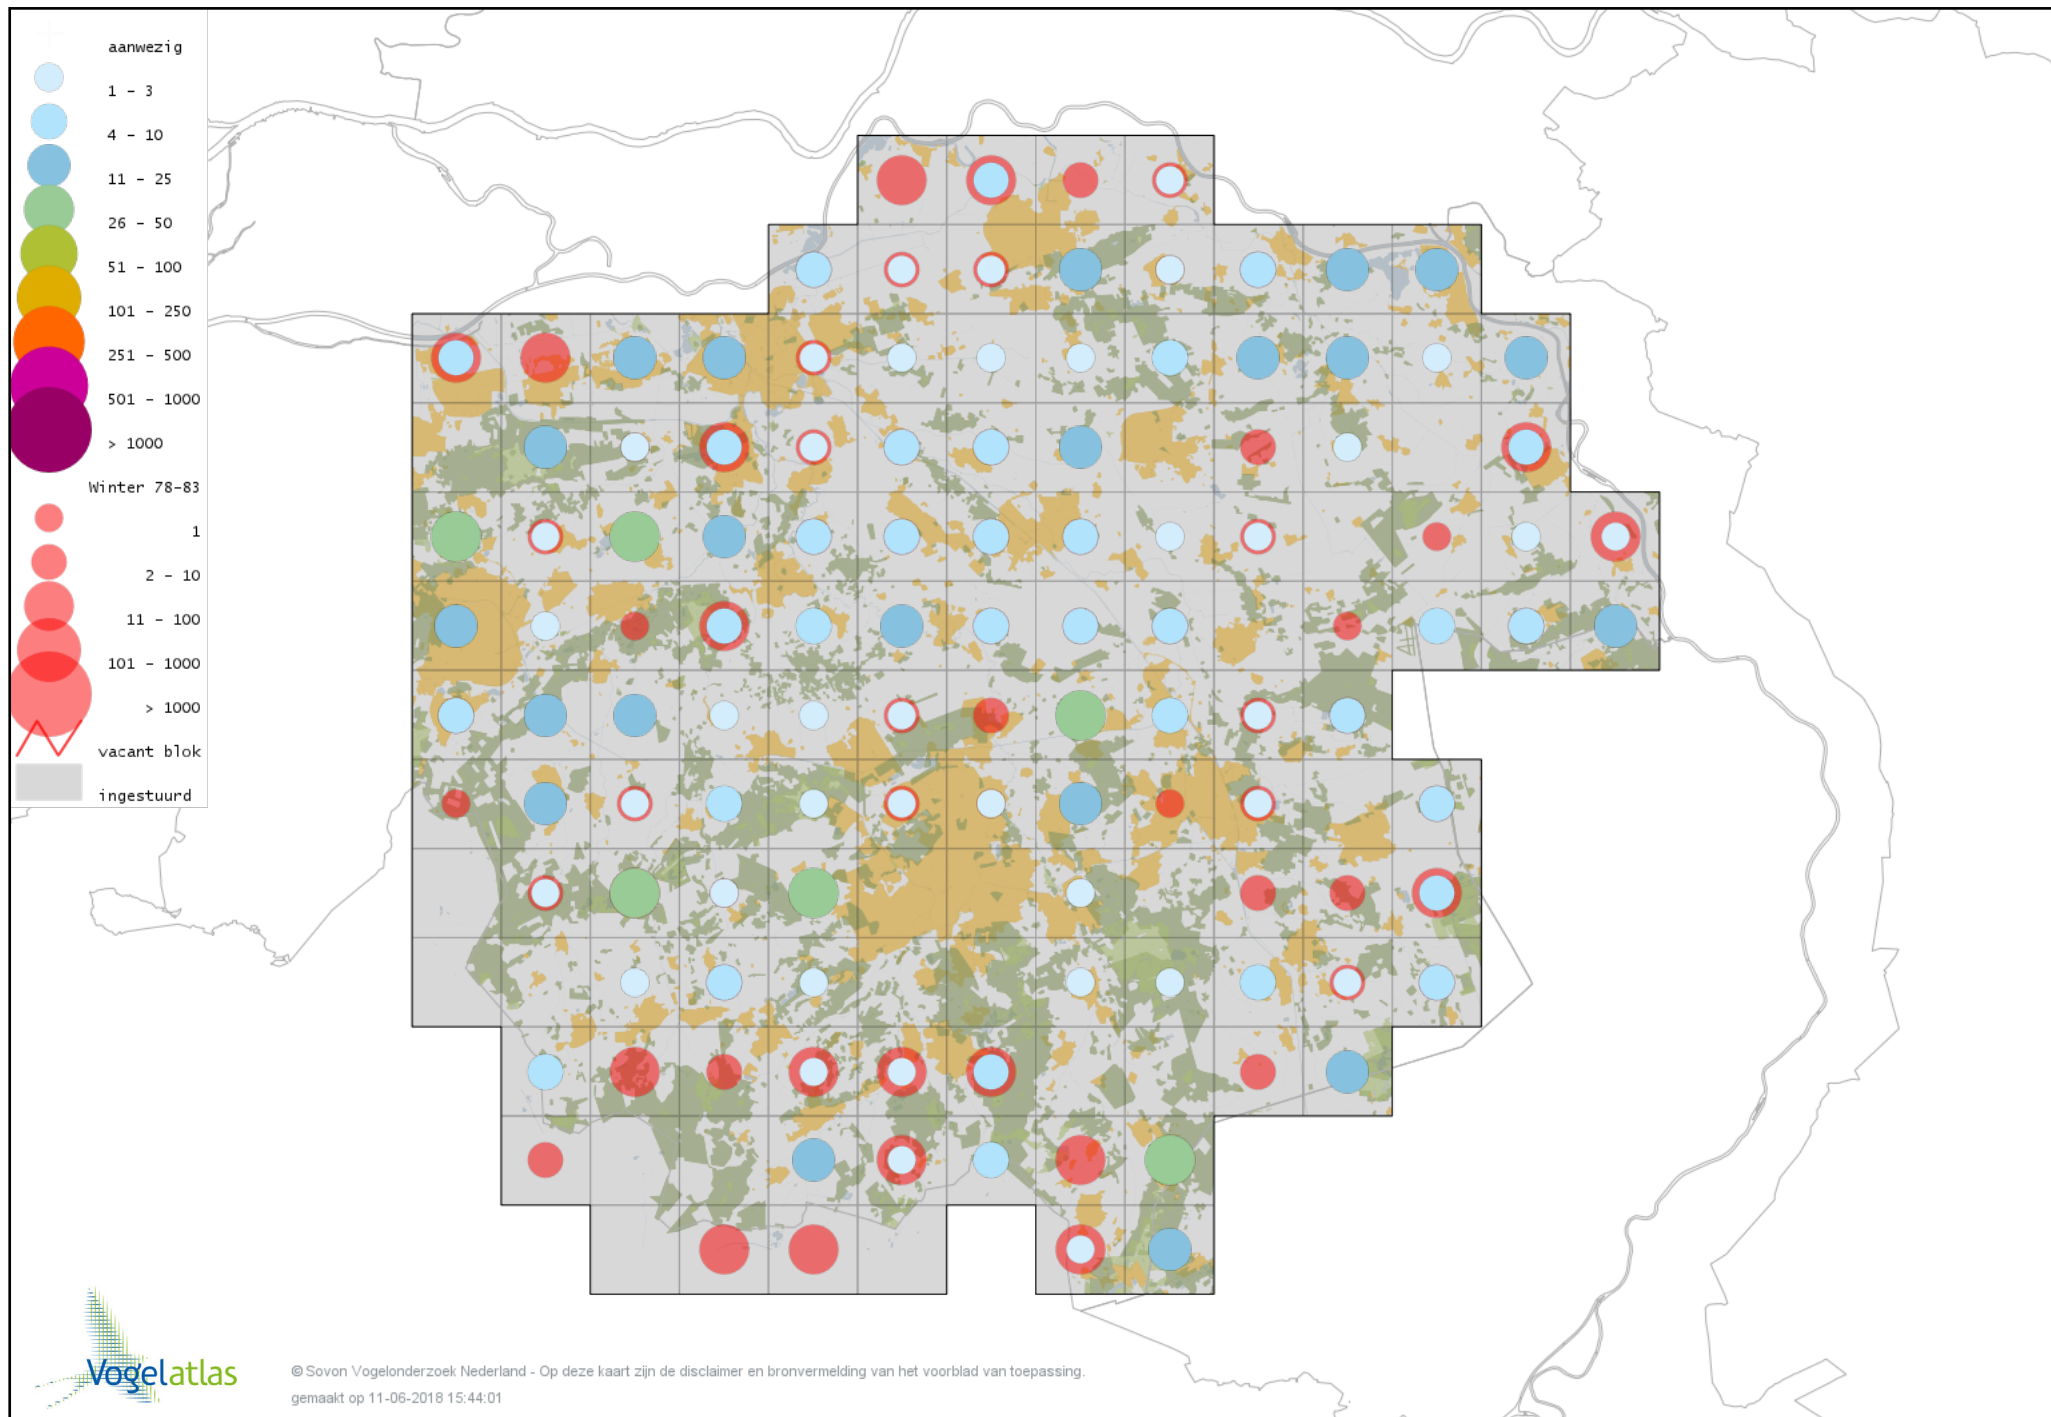 aanwezig
1 - 3
4 - 10
11 - 25
26 - 50
51 - 100
101 - 250
251 - 500
501 - 1000
> 1000
Winter 78-83
1
2 - 10
11 - 100
101 - 1000
> 1000
vacant blok
ingestuurd
Vogelatlas
© Sovon Vogelonderzoek Nederland - Op deze kaart zijn de disclaimer en bronvermelding van het voorblad van toepassing.
gemaakt op 11-06-2018 15:44:01